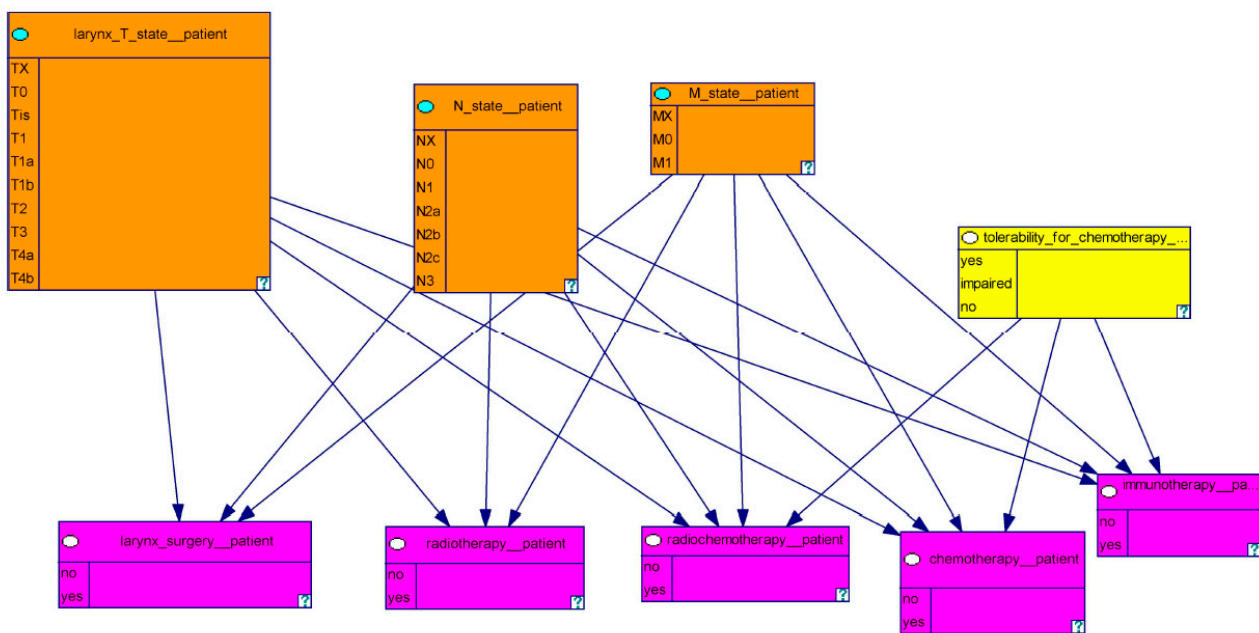 larynx_T_state__patient
TX
T0
Tis
T1
T1a
T1b
T2
T3
T4a
T4b
?
N_state__patient
NX
N0
N1
N2a
N2b
N2c
N3
?
M_state__patient
MX
M0
M1
?
tolerability_for_chemotherapy_...
yes
impaired
no
?
larynx_surgery__patient
no
yes
?
radiotherapy__patient
no
yes
?
radiochemotherapy__patient
no
yes
?
chemotherapy__patient
no
yes
?
immunotherapy__pa...
no
yes
?